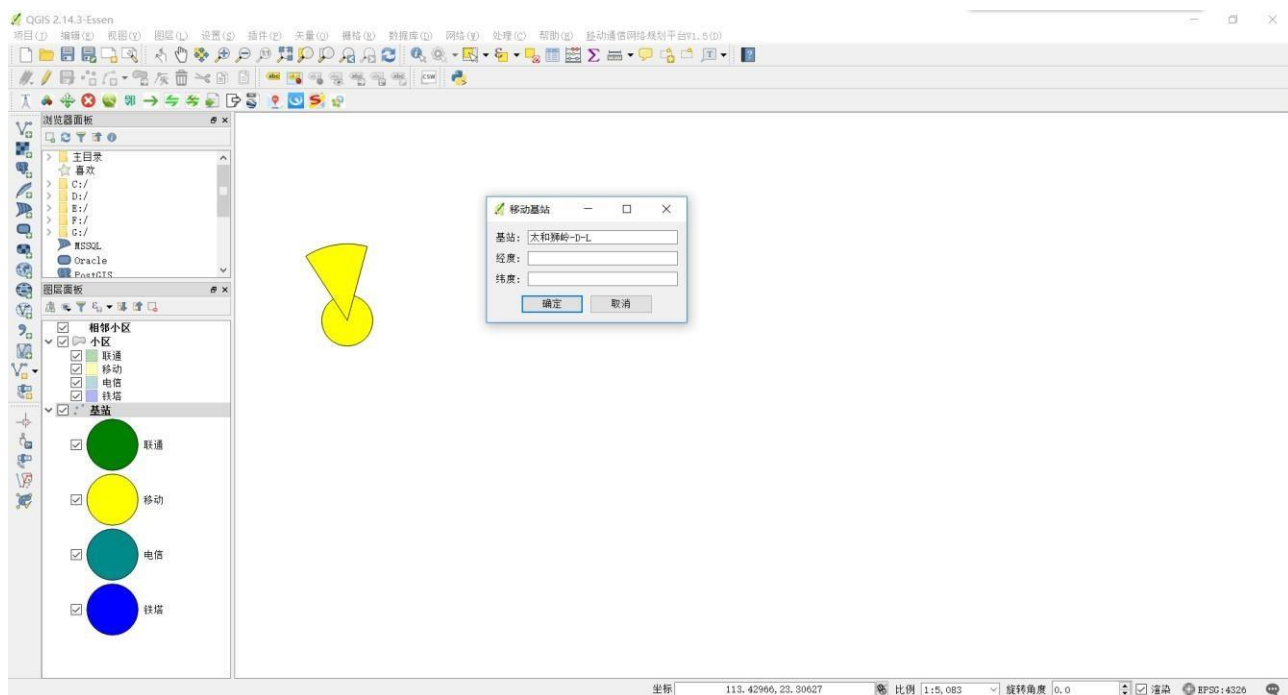 QGIS 2.14.3-Essen
项目(J) 编辑(E) 视图(V) 图层(L) 设置(S) 插件(P) 矢量(O) 栅格(R) 数据库(D) 网络(W) 处理(C) 帮助(H) 移动通信网络规划平台V1.5(D)
浏览器面板
主目录
喜欢
C:/
D:/
E:/
F:/
G:/
MSSQL
Oracle
PostGIS
图层面板
相邻小区
小区
联通
移动
电信
铁塔
基站
联通
移动
电信
铁塔
移动基站
基站: 太和狮岭-D-L
经度:
纬度:
确定 取消
坐标 113.42966,23.30627 比例 1:5,083 旋转角度 0.0 渲染 EPSG:4326